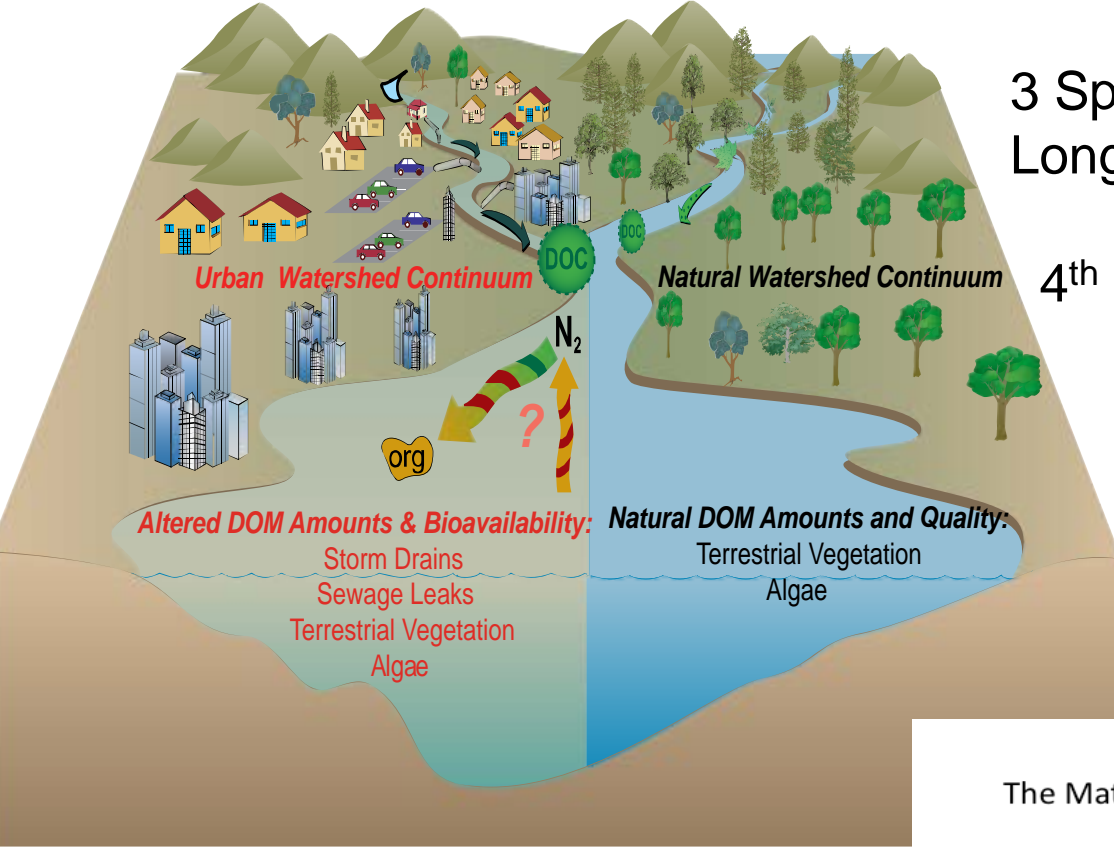 3 Sp
Long
4th
DOC
DOC
Urban Watershed Continuum
Natural Watershed Continuum
N2
?
org
Altered DOM Amounts & Bioavailability:
Storm Drains
Sewage Leaks
Terrestrial Vegetation
Algae
Natural DOM Amounts and Quality:
Terrestrial Vegetation
Algae
The Mat